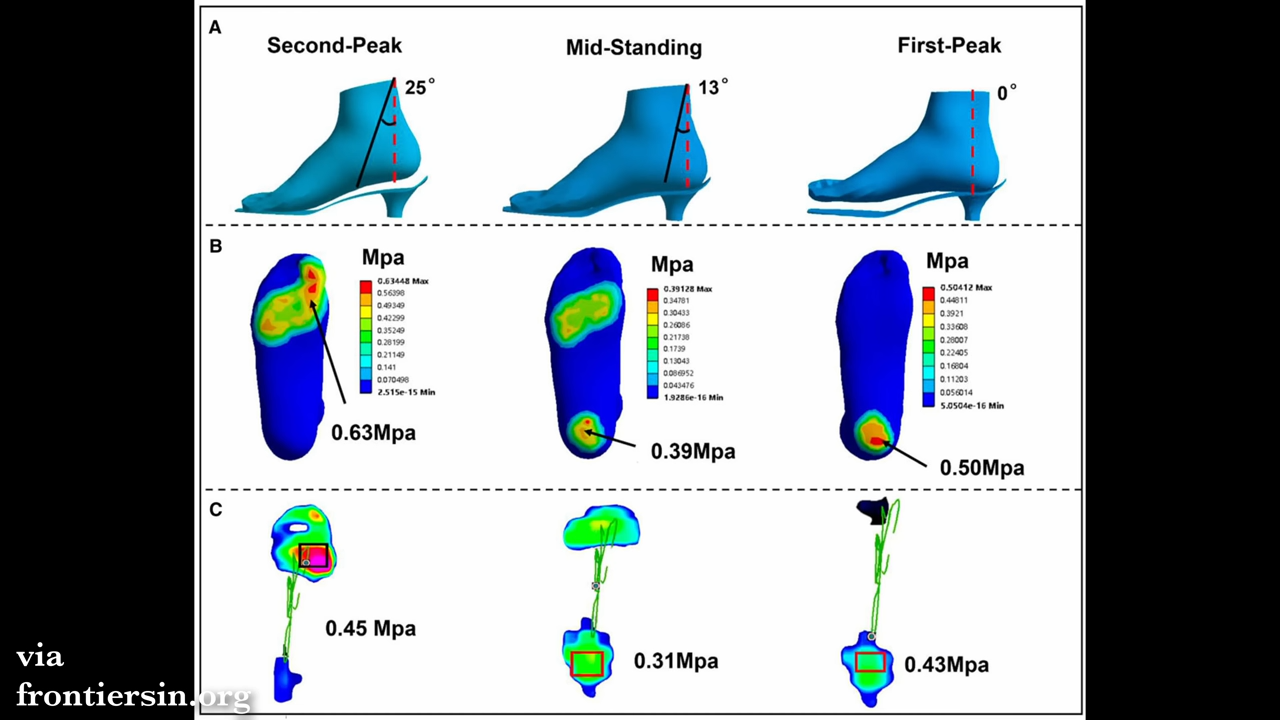 A
Second-Peak
Mid-Standing
First-Peak
25°
13°
0°
B
Mpa
0.63448 Max
0.56398
0.49349
0.42299
0.35249
0.28199
0.21149
0.141
0.070498
2.515e-15 Min
0.63Mpa
Mpa
0.39128 Max
0.34781
0.30433
0.26086
0.21738
0.1739
0.13043
0.086952
0.043476
1.9286e-16 Min
0.39Mpa
Mpa
0.50412 Max
0.44811
0.3921
0.33608
0.28007
0.22405
0.16804
0.11203
0.056014
5.0504e-16 Min
0.50Mpa
C
0.45 Mpa
0.31Mpa
0.43Mpa
via
frontiersin.org